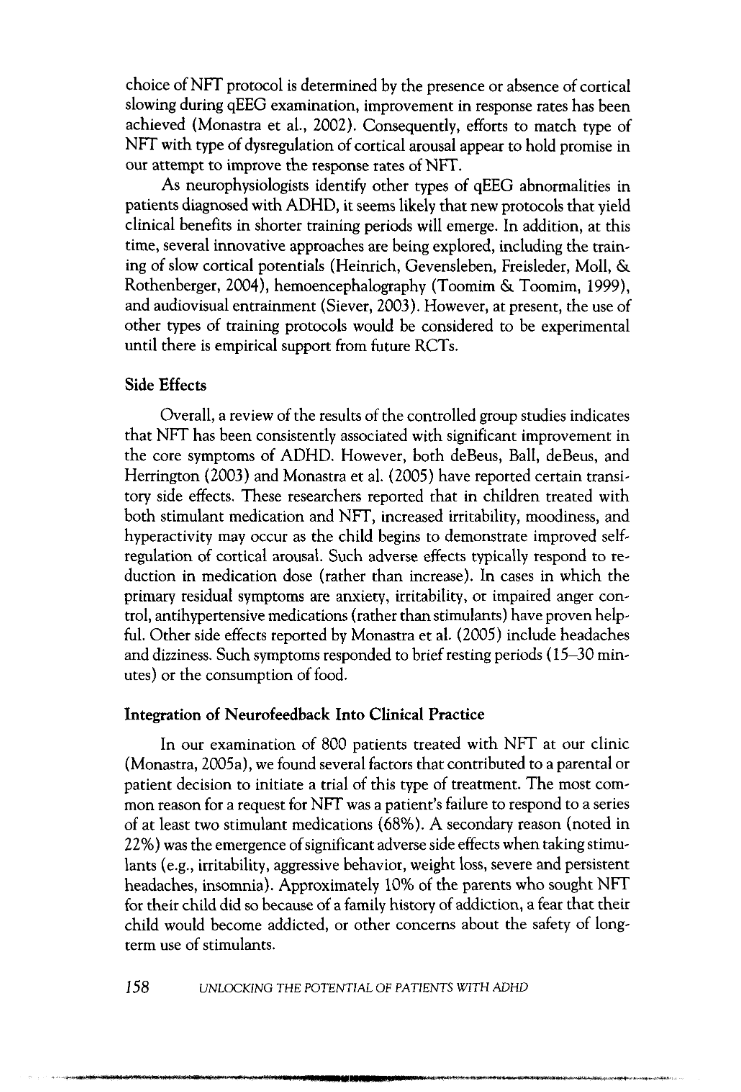 choice of NFT protocol is determined by the presence or absence of cortical
slowing during qEEG examination, improvement in response rates has been
achieved (Monastra et al., 2002). Consequently, efforts to match type of
NFT with type of dysregulation of cortical arousal appear to hold promise in
our attempt to improve the response rates of NFT.
As neurophysiologists identify other types of qEEG abnormalities in
patients diagnosed with ADHD, it seems likely that new protocols that yield
clinical benefits in shorter training periods will emerge. In addition, at this
time, several innovative approaches are being explored, including the train-
ing of slow cortical potentials (Heinrich, Gevensleben, Freisleder, Moll, &
Rothenberger, 2004), hemoencephalography (Toomim & Toomim, 1999),
and audiovisual entrainment (Siever, 2003). However, at present, the use of
other types of training protocols would be considered to be experimental
until there is empirical support from future RCTs.
Side Effects
Overall, a review of the results of the controlled group studies indicates
that NFT has been consistently associated with significant improvement in
the core symptoms of ADHD. However, both deBeus, Ball, deBeus, and
Herrington (2003) and Monastra et al. (2005) have reported certain transi-
tory side effects. These researchers reported that in children treated with
both stimulant medication and NFT, increased irritability, moodiness, and
hyperactivity may occur as the child begins to demonstrate improved self-
regulation of cortical arousal. Such adverse effects typically respond to re-
duction in medication dose (rather than increase). In cases in which the
primary residual symptoms are anxiety, irritability, or impaired anger con-
trol, antihypertensive medications (rather than stimulants) have proven help-
ful. Other side effects reported by Monastra et al. (2005) include headaches
and dizziness. Such symptoms responded to brief resting periods (15–30 min-
utes) or the consumption of food.
Integration of Neurofeedback Into Clinical Practice
In our examination of 800 patients treated with NFT at our clinic
(Monastra, 2005a), we found several factors that contributed to a parental or
patient decision to initiate a trial of this type of treatment. The most com-
mon reason for a request for NFT was a patient's failure to respond to a series
of at least two stimulant medications (68%). A secondary reason (noted in
22%) was the emergence of significant adverse side effects when taking stimu-
lants (e.g., irritability, aggressive behavior, weight loss, severe and persistent
headaches, insomnia). Approximately 10% of the parents who sought NFT
for their child did so because of a family history of addiction, a fear that their
child would become addicted, or other concerns about the safety of long-
term use of stimulants.
158 UNLOCKING THE POTENTIAL OF PATIENTS WITH ADHD